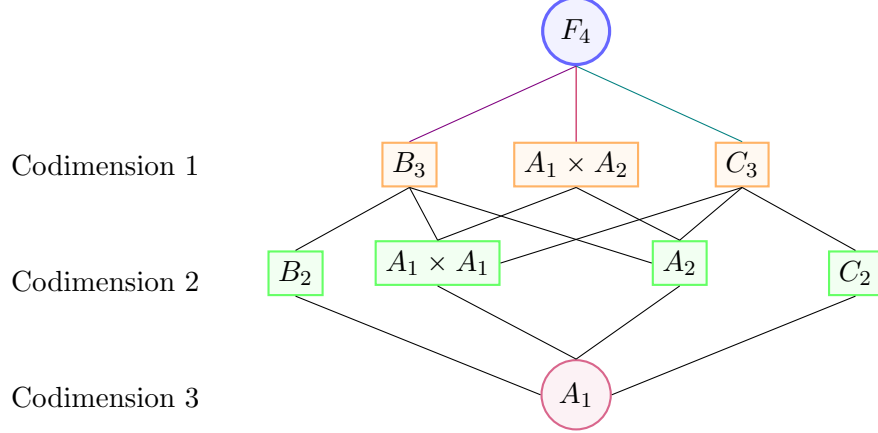 F₄
Codimension 1
B₃
A₁ × A₂
C₃
Codimension 2
B₂
A₁ × A₁
A₂
C₂
Codimension 3
A₁